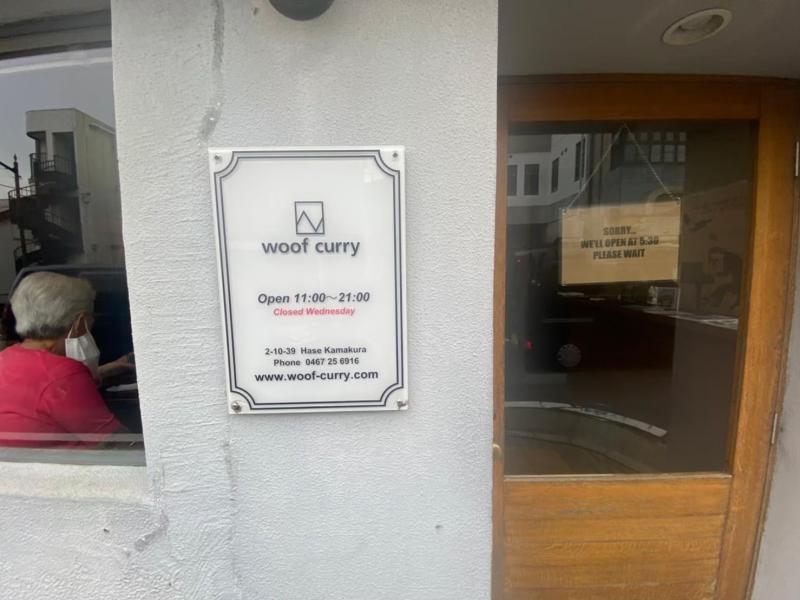 woof curry
Open 11:00～21:00
Closed Wednesday
2-10-39 Hase Kamakura
Phone 0467 25 6916
www.woof-curry.com
SORRY...
WE'LL OPEN AT 5:30
PLEASE WAIT